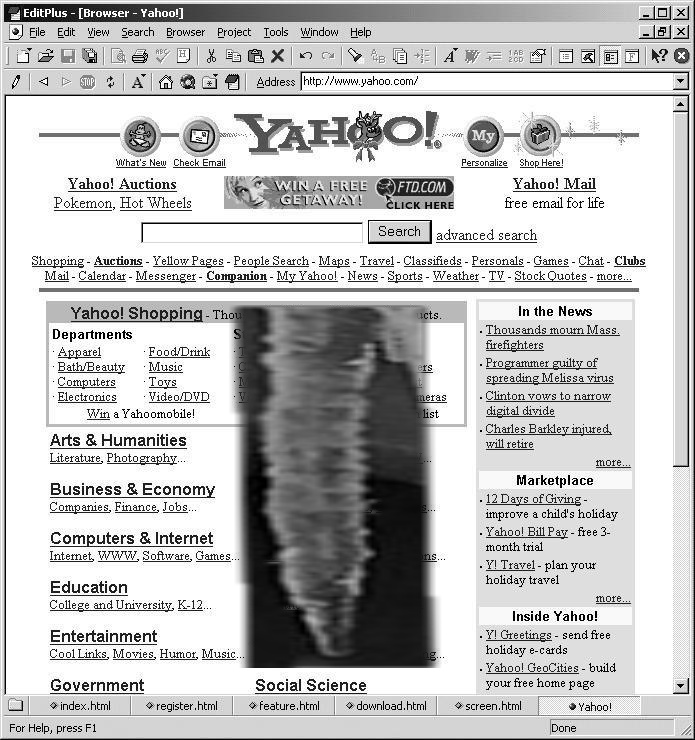 EditPlus - [Browser - Yahoo!]
File Edit View Search Browser Project Tools Window Help
Address http://www.yahoo.com/
What's New Check Email YAHOO! My Personalize Shop Here!
Yahoo! Auctions
Pokemon, Hot Wheels
WIN A FREE GETAWAY! FTD.COM CLICK HERE
Yahoo! Mail
free email for life
Search advanced search
Shopping - Auctions - Yellow Pages - People Search - Maps - Travel - Classifieds - Personals - Games - Chat - Clubs
Mail - Calendar - Messenger - Companion - My Yahoo! - News - Sports - Weather - TV - Stock Quotes - more...
Yahoo! Shopping - Thou
Departments
· Apparel · Food/Drink
· Bath/Beauty · Music
· Computers · Toys
· Electronics · Video/DVD
Win a Yahoomobile! list
Arts & Humanities
Literature, Photography...
Business & Economy
Companies, Finance, Jobs...
Computers & Internet
Internet, WWW, Software, Games...
Education
College and University, K-12...
Entertainment
Cool Links, Movies, Humor, Music...
Government Social Science
In the News
· Thousands mourn Mass. firefighters
· Programmer guilty of spreading Melissa virus
· Clinton vows to narrow digital divide
· Charles Barkley injured, will retire
more...
Marketplace
· 12 Days of Giving - improve a child's holiday
· Yahoo! Bill Pay - free 3-month trial
· Y! Travel - plan your holiday travel
more...
Inside Yahoo!
· Y! Greetings - send free holiday e-cards
· Yahoo! GeoCities - build your free home page
index.html register.html feature.html download.html screen.html Yahoo!
For Help, press F1 Done